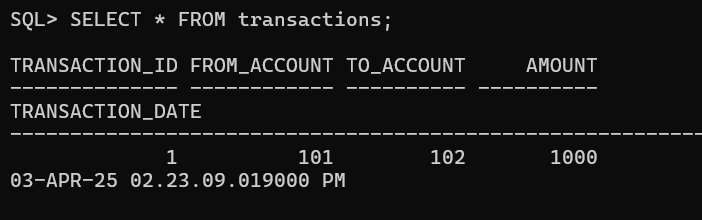 SQL> SELECT * FROM transactions;
TRANSACTION_ID FROM_ACCOUNT TO_ACCOUNT     AMOUNT
-------------- ------------ ---------- ----------
TRANSACTION_DATE
---------------------------------------------------------------------------
             1          101        102       1000
03-APR-25 02.23.09.019000 PM